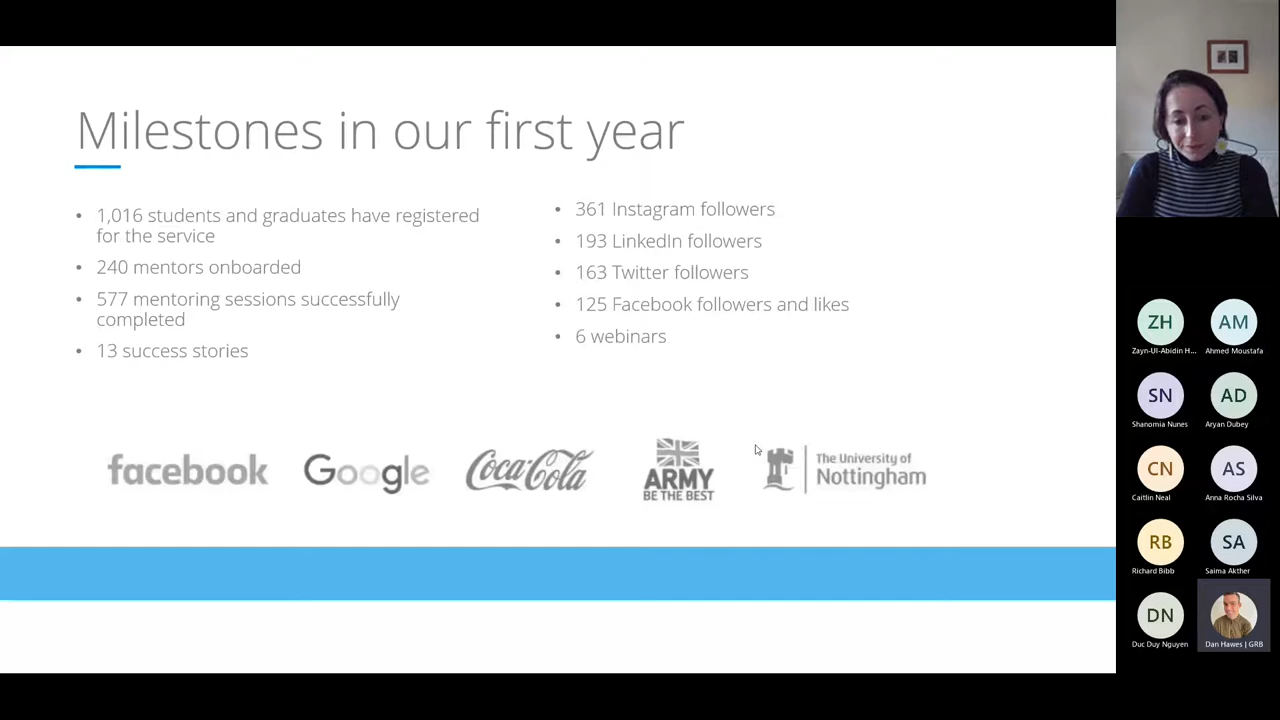 Milestones in our first year
• 1,016 students and graduates have registered
for the service
• 240 mentors onboarded
• 577 mentoring sessions successfully
completed
• 13 success stories
• 361 Instagram followers
• 193 LinkedIn followers
• 163 Twitter followers
• 125 Facebook followers and likes
• 6 webinars
facebook
Google
Coca-Cola
ARMY
BE THE BEST
The University of
Nottingham
ZH
Zayn-Ul-Abidin H...
AM
Ahmed Moustafa
SN
Shanomia Nunes
AD
Aryan Dubey
CN
Caitlin Neal
AS
Anna Rocha Silva
RB
Richard Bibb
SA
Saima Akther
DN
Duc Duy Nguyen
Dan Hawes | GRB